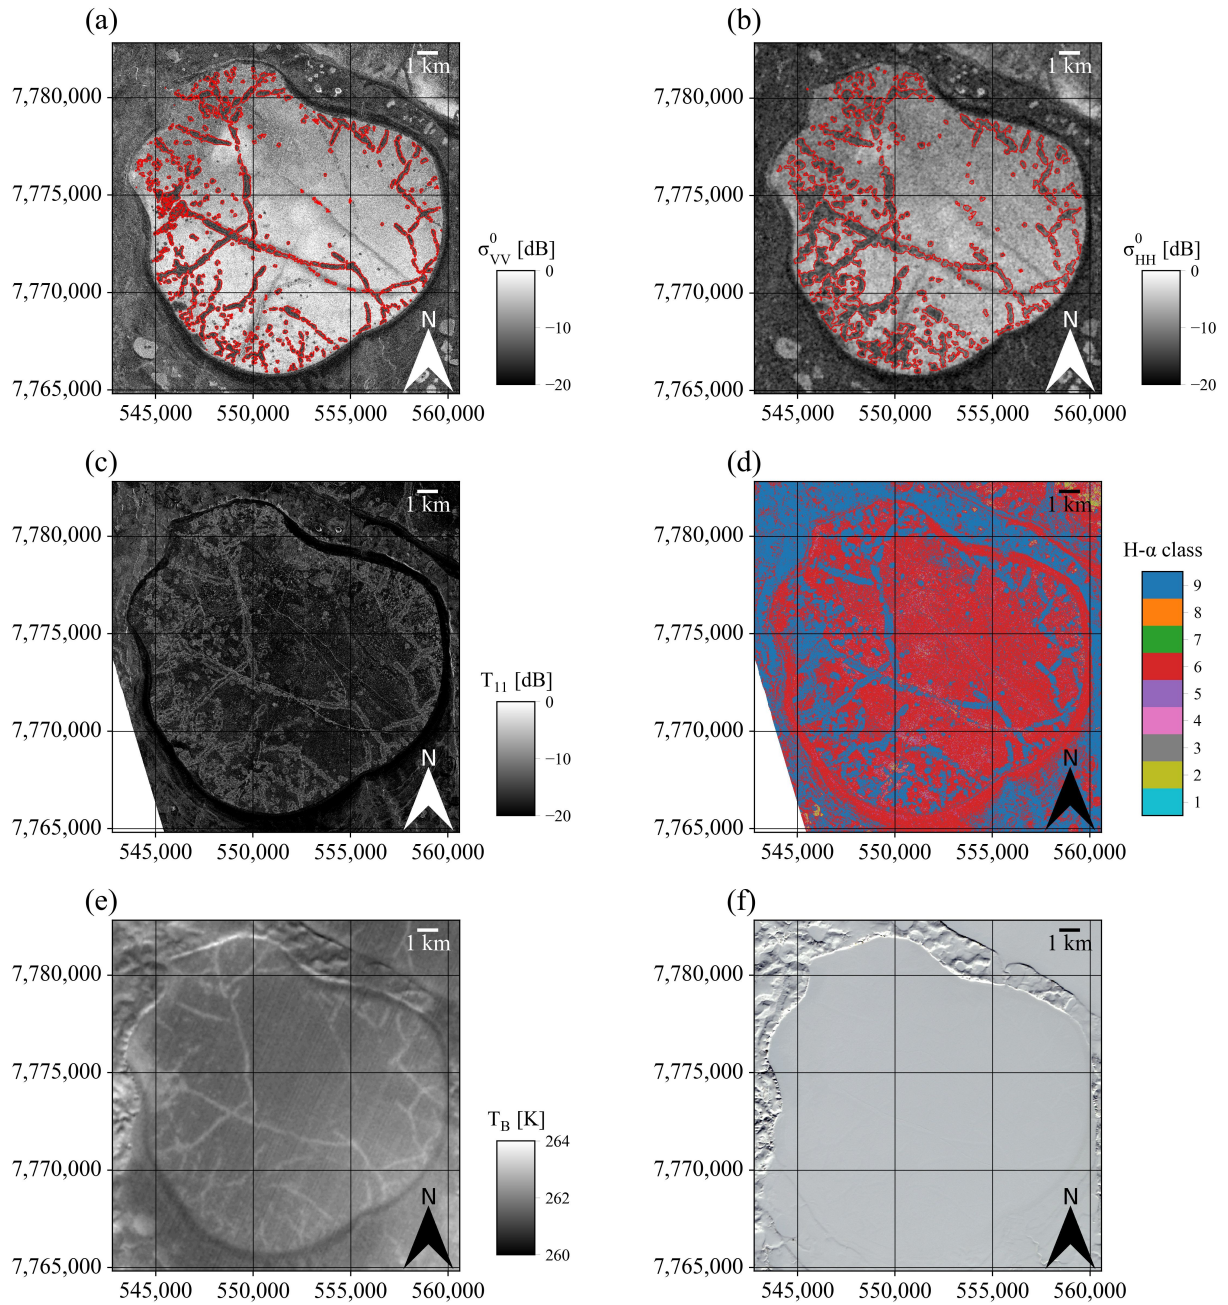 (a)
(b)
1 km
1 km
7,780,000
7,775,000
7,770,000
7,765,000
7,780,000
7,775,000
7,770,000
7,765,000
σ⁰VV [dB]
0
−10
−20
σ⁰HH [dB]
0
−10
−20
N
N
545,000 550,000 555,000 560,000
545,000 550,000 555,000 560,000
(c)
(d)
1 km
1 km
7,780,000
7,775,000
7,770,000
7,765,000
7,780,000
7,775,000
7,770,000
7,765,000
T₁₁ [dB]
0
−10
−20
H-α class
9
8
7
6
5
4
3
2
1
N
N
545,000 550,000 555,000 560,000
545,000 550,000 555,000 560,000
(e)
(f)
1 km
1 km
7,780,000
7,775,000
7,770,000
7,765,000
7,780,000
7,775,000
7,770,000
7,765,000
T_B [K]
264
262
260
N
N
545,000 550,000 555,000 560,000
545,000 550,000 555,000 560,000